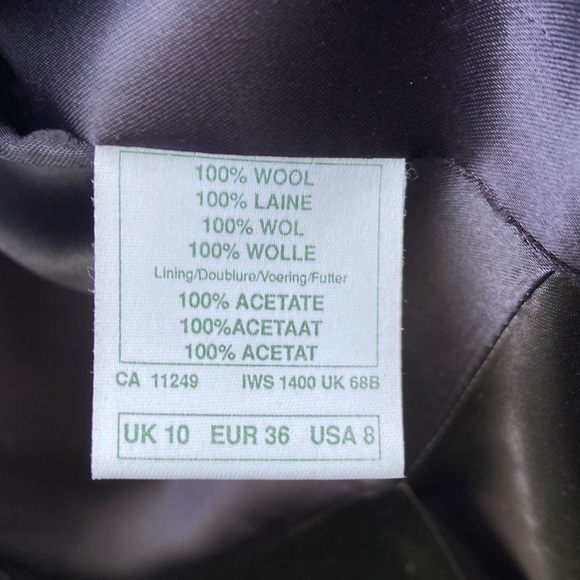 100% WOOL
100% LAINE
100% WOL
100% WOLLE
Lining/Doublure/Voering/Futter
100% ACETATE
100%ACETAAT
100% ACETAT
CA 11249 IWS 1400 UK 68B
UK 10 EUR 36 USA 8